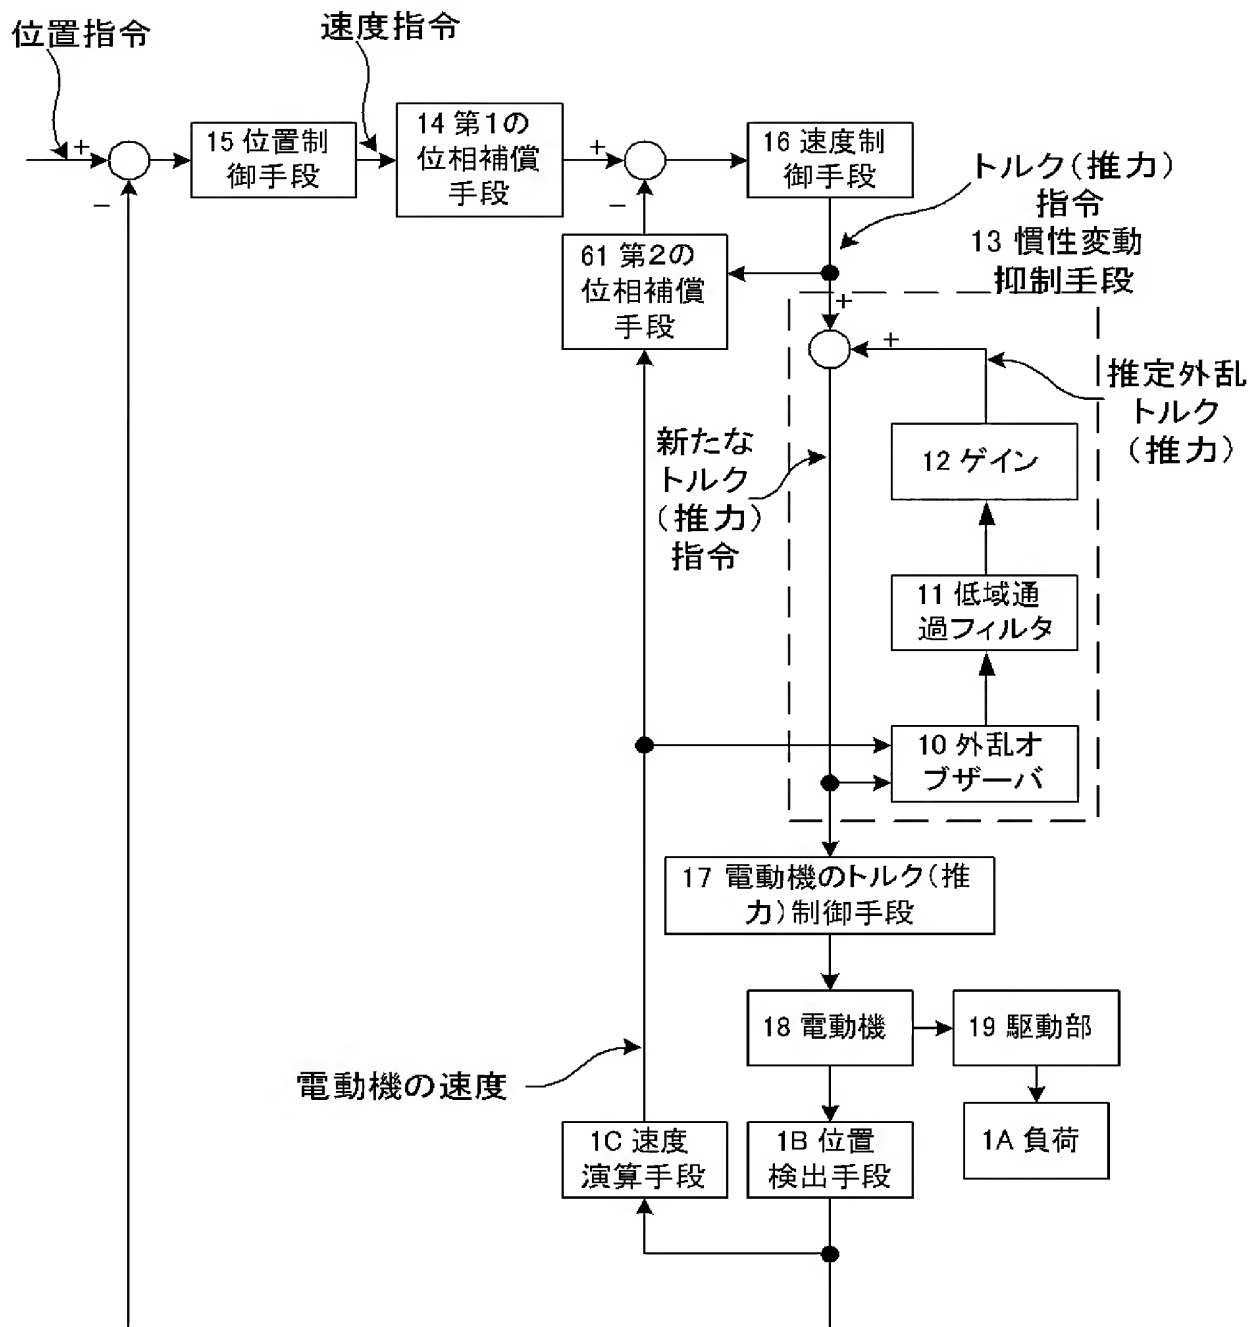 位置指令
速度指令
+
15 位置制
御手段
14 第1の
位相補償
手段
+
16 速度制
御手段
−
−
トルク(推力)
指令
61 第2の
位相補償
手段
13 慣性変動
抑制手段
+
+
推定外乱
トルク
(推力)
新たな
トルク
(推力)
指令
12 ゲイン
11 低域通
過フィルタ
10 外乱オ
ブザーバ
17 電動機のトルク(推
力)制御手段
18 電動機
19 駆動部
電動機の速度
1C 速度
演算手段
1B 位置
検出手段
1A 負荷